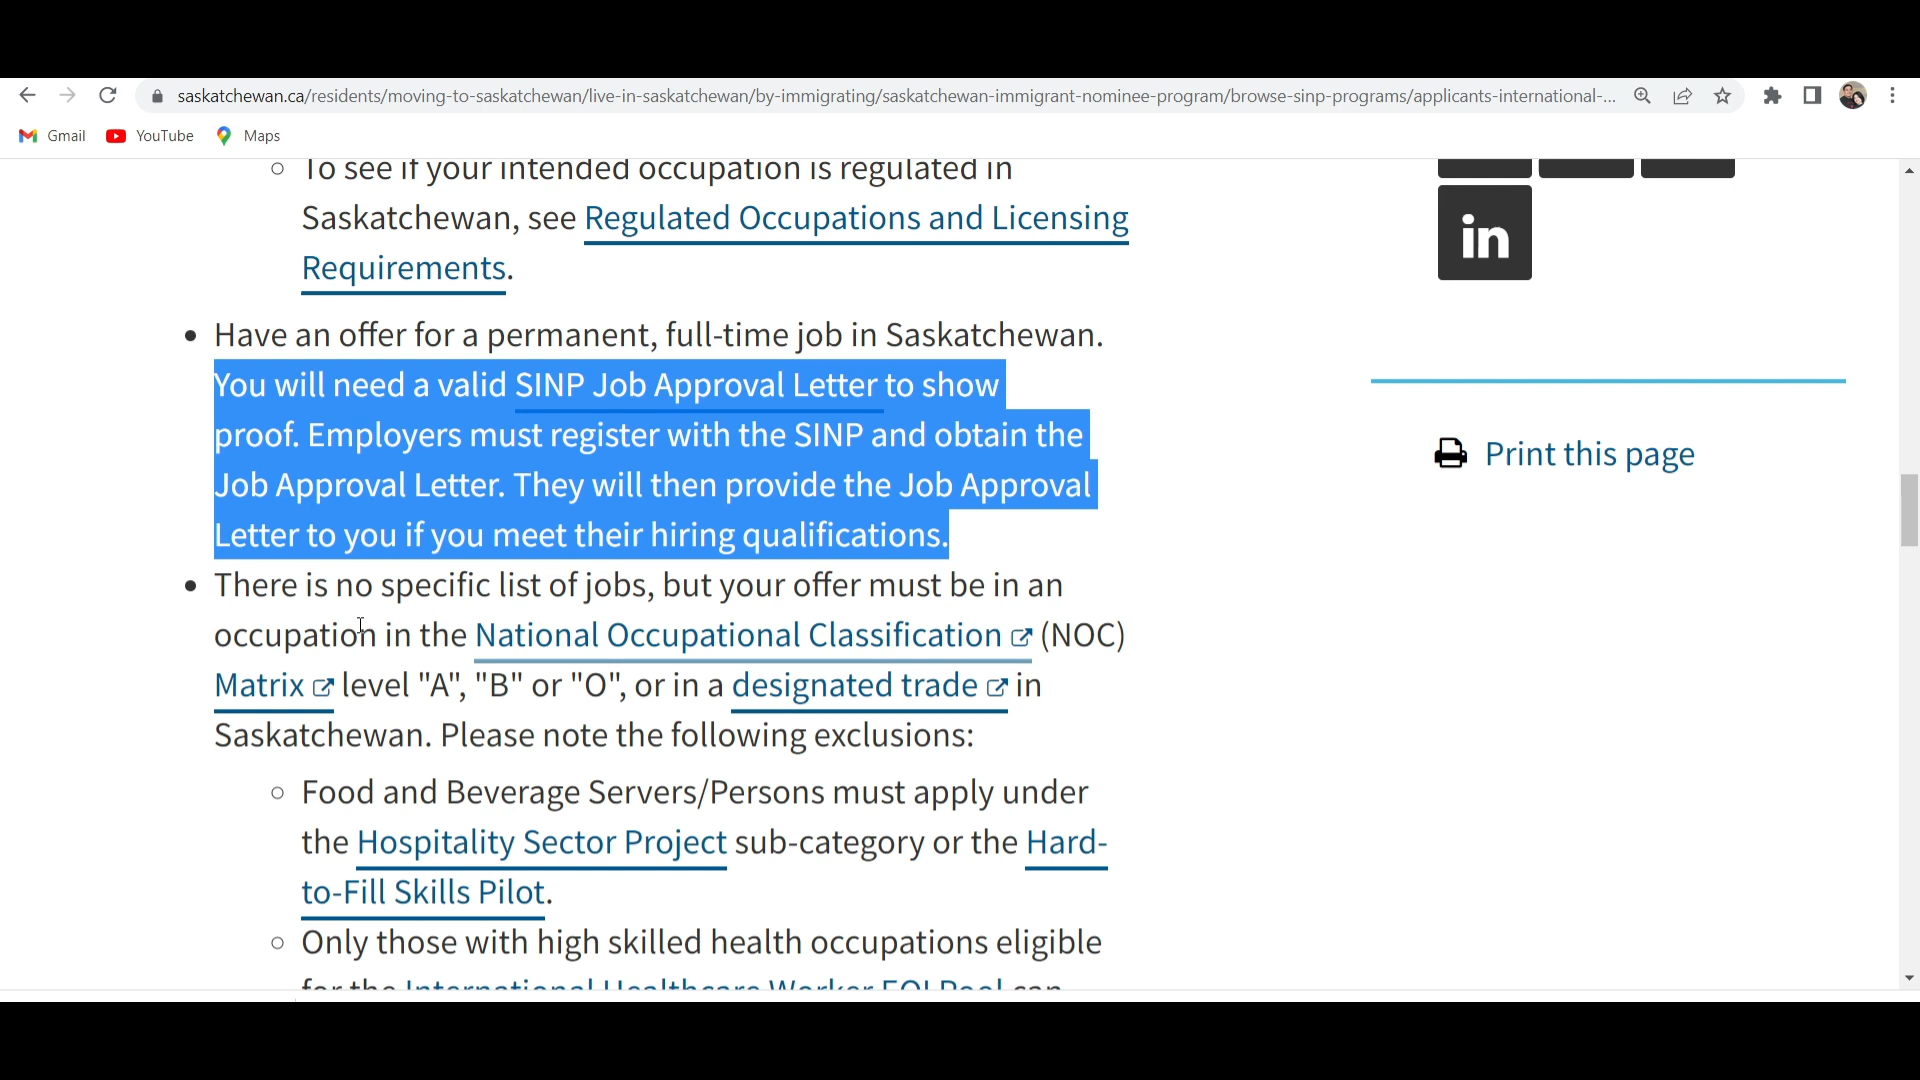 saskatchewan.ca/residents/moving-to-saskatchewan/live-in-saskatchewan/by-immigrating/saskatchewan-immigrant-nominee-program/browse-sinp-programs/applicants-international-...
Gmail YouTube Maps
To see if your intended occupation is regulated in
Saskatchewan, see Regulated Occupations and Licensing
Requirements.
in
Have an offer for a permanent, full-time job in Saskatchewan.
You will need a valid SINP Job Approval Letter to show
proof. Employers must register with the SINP and obtain the
Job Approval Letter. They will then provide the Job Approval
Letter to you if you meet their hiring qualifications.
Print this page
There is no specific list of jobs, but your offer must be in an
occupation in the National Occupational Classification (NOC)
Matrix level "A", "B" or "O", or in a designated trade in
Saskatchewan. Please note the following exclusions:
Food and Beverage Servers/Persons must apply under
the Hospitality Sector Project sub-category or the Hard-
to-Fill Skills Pilot.
Only those with high skilled health occupations eligible
for the International Healthcare Worker EOI Pool can